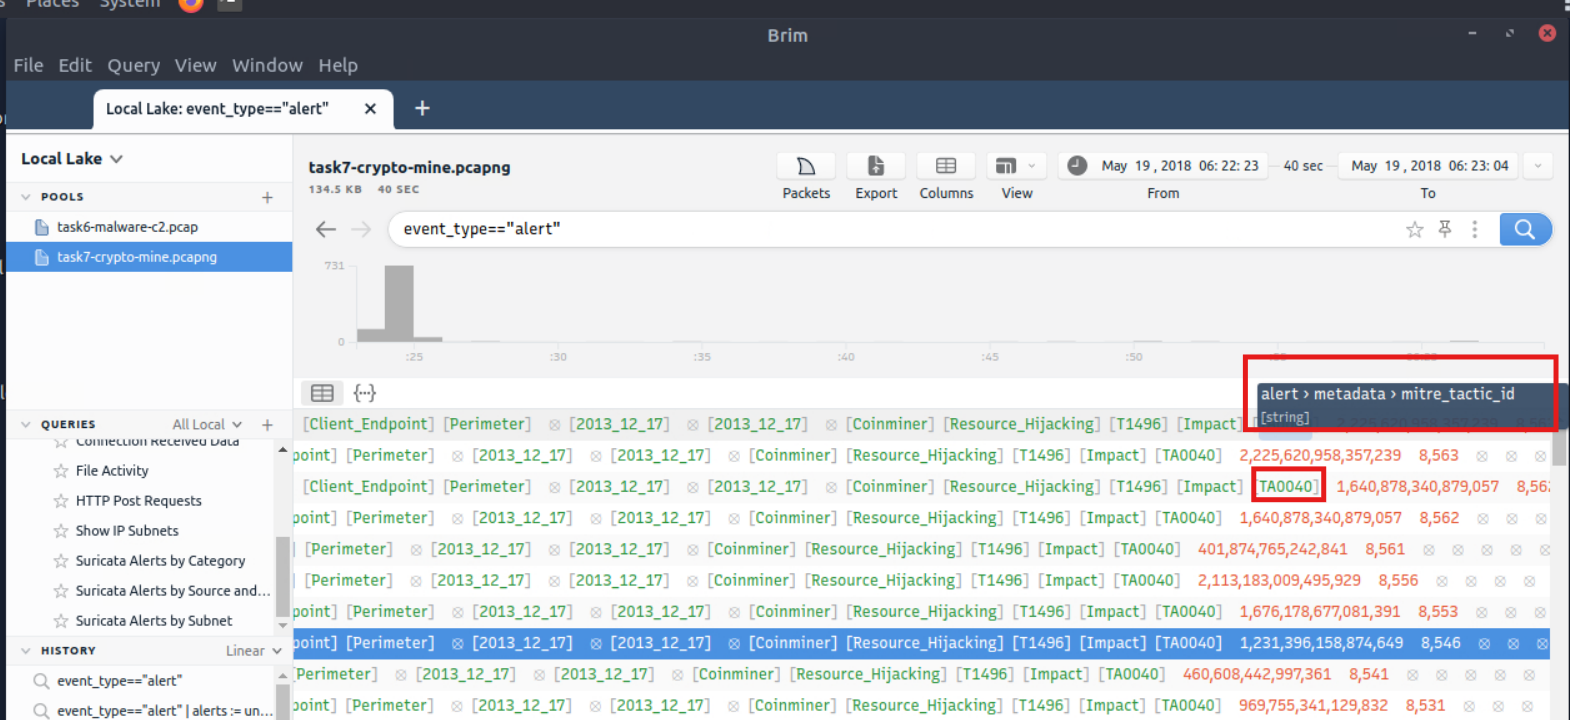 Places System
Brim
File Edit Query View Window Help
Local Lake: event_type=="alert" × +
Local Lake
POOLS +
task6-malware-c2.pcap
task7-crypto-mine.pcapng
task7-crypto-mine.pcapng
134.5 KB 40 SEC
Packets Export Columns View
May 19 , 2018 06: 22: 23 40 sec May 19 , 2018 06: 23: 04
From To
event_type=="alert"
731
0
:25 :30 :35 :40 :45 :50
alert › metadata › mitre_tactic_id
[string]
[Client_Endpoint] [Perimeter] ⊗ [2013_12_17] ⊗ [2013_12_17] ⊗ [Coinminer] [Resource_Hijacking] [T1496] [Impact]
point] [Perimeter] ⊗ [2013_12_17] ⊗ [2013_12_17] ⊗ [Coinminer] [Resource_Hijacking] [T1496] [Impact] [TA0040] 2,225,620,958,357,239 8,563 ⊗ ⊗ ⊗
[Client_Endpoint] [Perimeter] ⊗ [2013_12_17] ⊗ [2013_12_17] ⊗ [Coinminer] [Resource_Hijacking] [T1496] [Impact] [TA0040] 1,640,878,340,879,057 8,562
point] [Perimeter] ⊗ [2013_12_17] ⊗ [2013_12_17] ⊗ [Coinminer] [Resource_Hijacking] [T1496] [Impact] [TA0040] 1,640,878,340,879,057 8,562 ⊗ ⊗ ⊗
] [Perimeter] ⊗ [2013_12_17] ⊗ [2013_12_17] ⊗ [Coinminer] [Resource_Hijacking] [T1496] [Impact] [TA0040] 401,874,765,242,841 8,561 ⊗ ⊗ ⊗ ⊗ ⊗
] [Perimeter] ⊗ [2013_12_17] ⊗ [2013_12_17] ⊗ [Coinminer] [Resource_Hijacking] [T1496] [Impact] [TA0040] 2,113,183,009,495,929 8,556 ⊗ ⊗ ⊗ ⊗
point] [Perimeter] ⊗ [2013_12_17] ⊗ [2013_12_17] ⊗ [Coinminer] [Resource_Hijacking] [T1496] [Impact] [TA0040] 1,676,178,677,081,391 8,553 ⊗ ⊗ ⊗
point] [Perimeter] ⊗ [2013_12_17] ⊗ [2013_12_17] ⊗ [Coinminer] [Resource_Hijacking] [T1496] [Impact] [TA0040] 1,231,396,158,874,649 8,546 ⊗ ⊗ ⊗
[Perimeter] ⊗ [2013_12_17] ⊗ [2013_12_17] ⊗ [Coinminer] [Resource_Hijacking] [T1496] [Impact] [TA0040] 460,608,442,997,361 8,541 ⊗ ⊗ ⊗ ⊗ ⊗
point] [Perimeter] ⊗ [2013_12_17] ⊗ [2013_12_17] ⊗ [Coinminer] [Resource_Hijacking] [T1496] [Impact] [TA0040] 969,755,341,129,832 8,531 ⊗ ⊗ ⊗
QUERIES All Local +
Connection Received Data
File Activity
HTTP Post Requests
Show IP Subnets
Suricata Alerts by Category
Suricata Alerts by Source and...
Suricata Alerts by Subnet
HISTORY Linear
event_type=="alert"
event_type=="alert" | alerts := un...